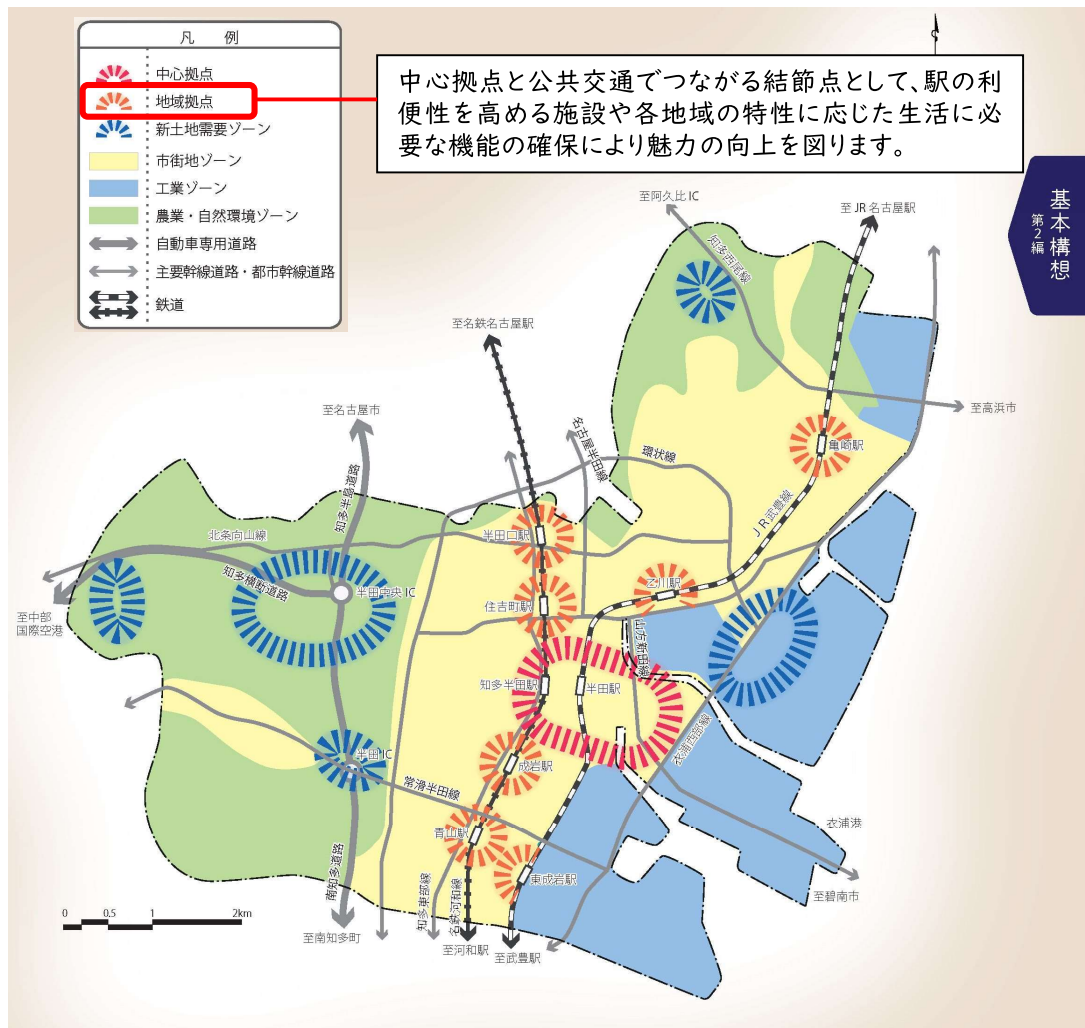 凡 例
中心拠点
地域拠点
新土地需要ゾーン
市街地ゾーン
工業ゾーン
農業・自然環境ゾーン
自動車専用道路
主要幹線道路・都市幹線道路
鉄道
中心拠点と公共交通でつながる結節点として、駅の利
便性を高める施設や各地域の特性に応じた生活に必
要な機能の確保により魅力の向上を図ります。
基本構想
第2編
至阿久比IC
至JR名古屋駅
知多西尾線
至名鉄名古屋駅
至高浜市
至名古屋市
名古屋半田線
環状線
亀崎駅
知多半島道路
JR武豊線
北条向山線
半田口駅
知多横断道路
半田中央IC
乙川駅
住吉町駅
至中部
国際空港
山方新田線
知多半田駅
半田駅
衣浦西部線
半田IC
成岩駅
常滑半田線
衣浦港
青山駅
東成岩駅
南知多道路
知多東部線
名鉄河和線
至碧南市
0 0.5 1 2km
至南知多町
至河和駅
至武豊駅